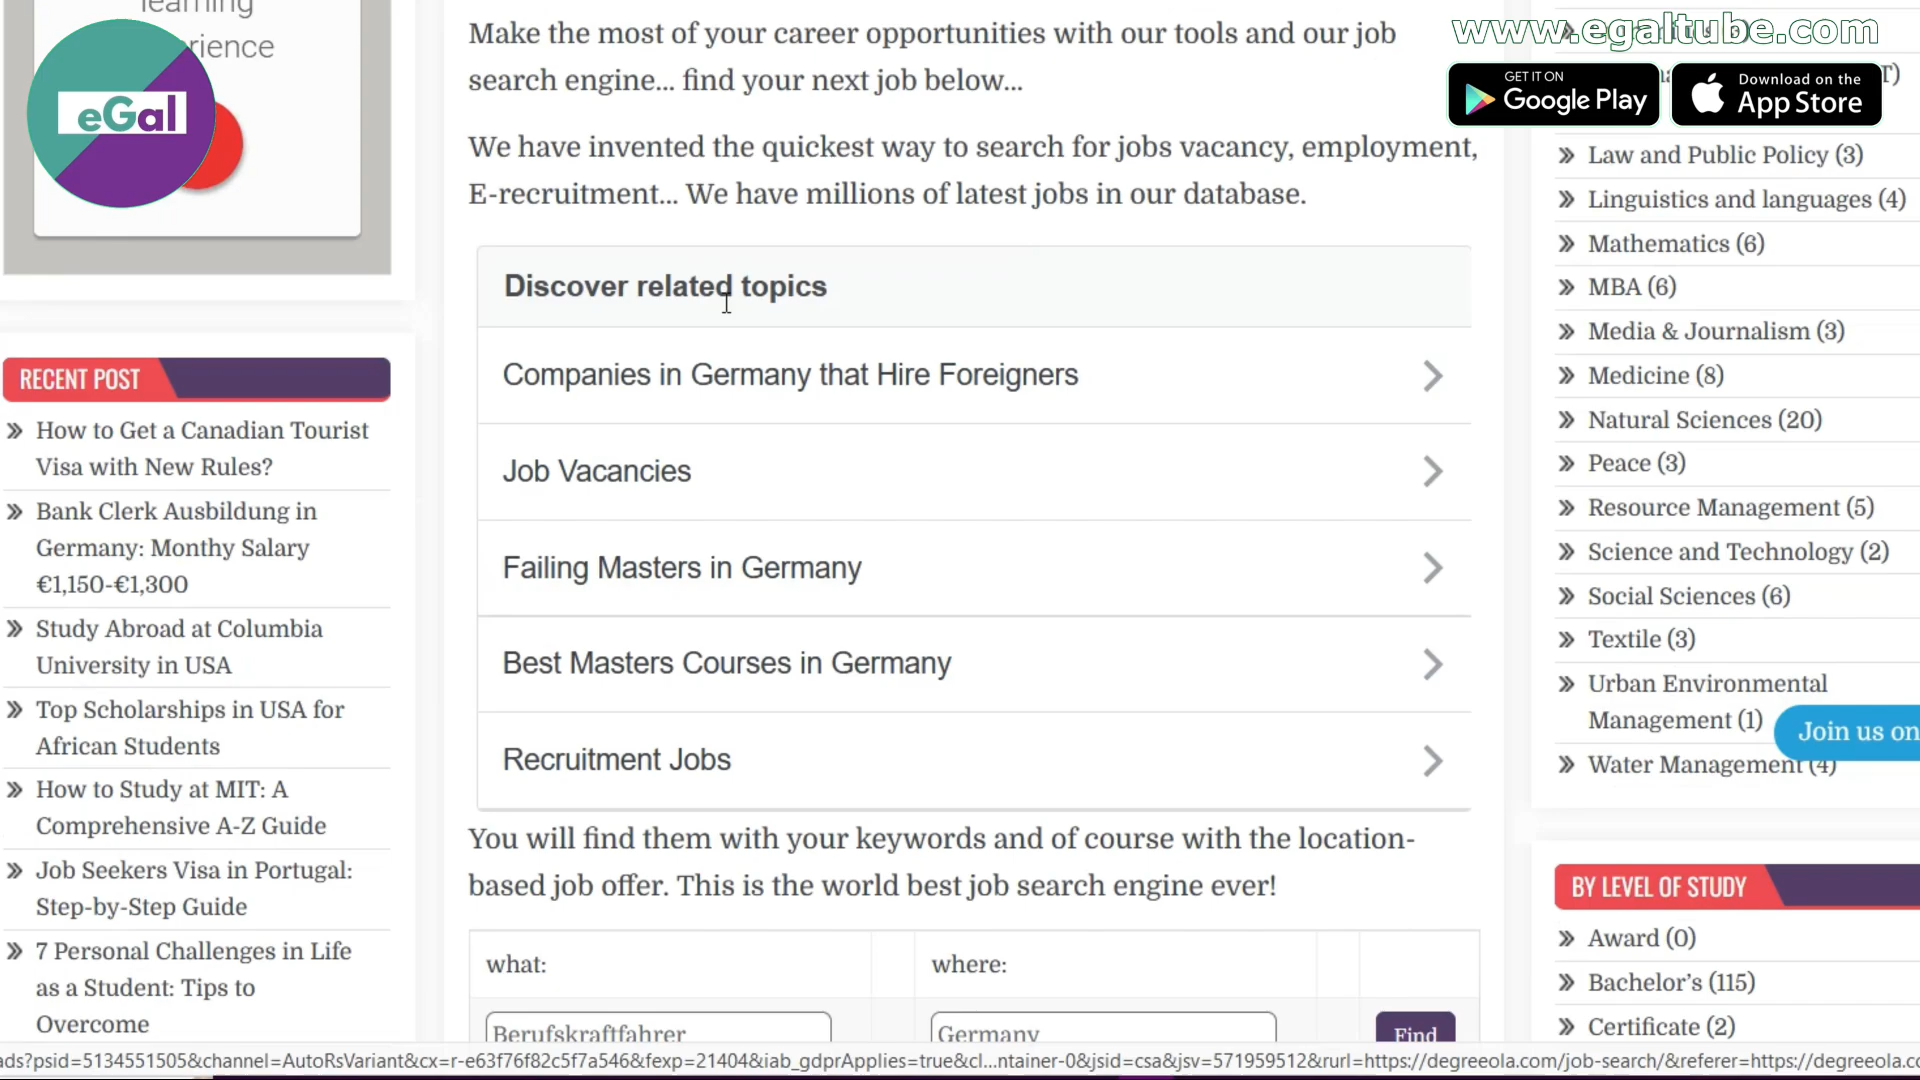 learning
erience
eGal
RECENT POST
How to Get a Canadian Tourist
Visa with New Rules?
Bank Clerk Ausbildung in
Germany: Monthy Salary
€1,150-€1,300
Study Abroad at Columbia
University in USA
Top Scholarships in USA for
African Students
How to Study at MIT: A
Comprehensive A-Z Guide
Job Seekers Visa in Portugal:
Step-by-Step Guide
7 Personal Challenges in Life
as a Student: Tips to
Overcome
Make the most of your career opportunities with our tools and our job
search engine... find your next job below...
We have invented the quickest way to search for jobs vacancy, employment,
E-recruitment... We have millions of latest jobs in our database.
Discover related topics
Companies in Germany that Hire Foreigners
Job Vacancies
Failing Masters in Germany
Best Masters Courses in Germany
Recruitment Jobs
You will find them with your keywords and of course with the location-
based job offer. This is the world best job search engine ever!
what:
where:
Berufskraftfahrer
Germany
Find
www.egaltube.com
GET IT ON
Google Play
Download on the
App Store
Law and Public Policy (3)
Linguistics and languages (4)
Mathematics (6)
MBA (6)
Media & Journalism (3)
Medicine (8)
Natural Sciences (20)
Peace (3)
Resource Management (5)
Science and Technology (2)
Social Sciences (6)
Textile (3)
Urban Environmental
Management (1)
Join us on
Water Management (4)
BY LEVEL OF STUDY
Award (0)
Bachelor's (115)
Certificate (2)
ads?psid=5134551505&channel=AutoRsVariant&cx=r-e63f76f82c5f7a546&fexp=21404&iab_gdprApplies=true&cl...ntainer-0&jsid=csa&jsv=571959512&rurl=https://degreeola.com/job-search/&referer=https://degreeola.co